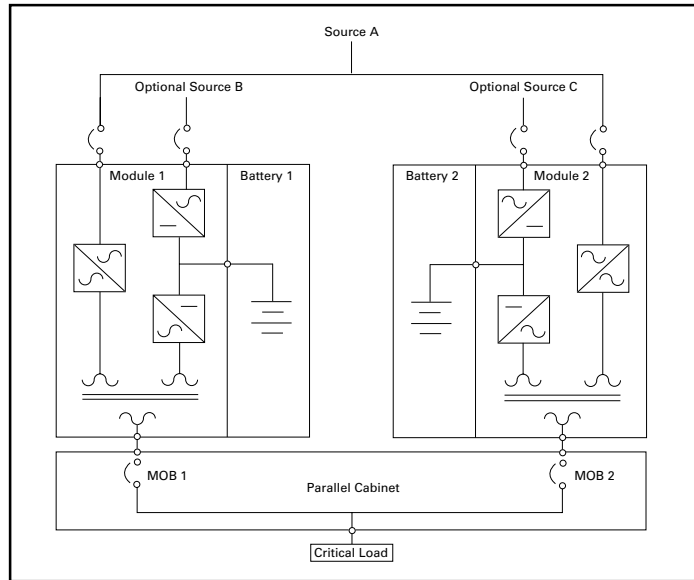 Source A
Optional Source B
Optional Source C
Module 1
Battery 1
Battery 2
Module 2
MOB 1
Parallel Cabinet
MOB 2
Critical Load